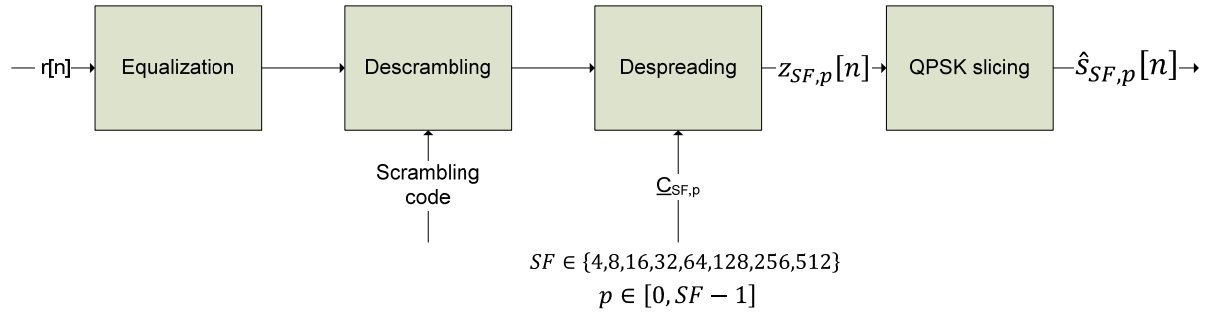 r[n]
Equalization
Descrambling
Despreading
z_{SF,p}[n]
QPSK slicing
ŝ_{SF,p}[n]
Scrambling
code
C_{SF,p}
SF ∈ {4,8,16,32,64,128,256,512}
p ∈ [0, SF − 1]